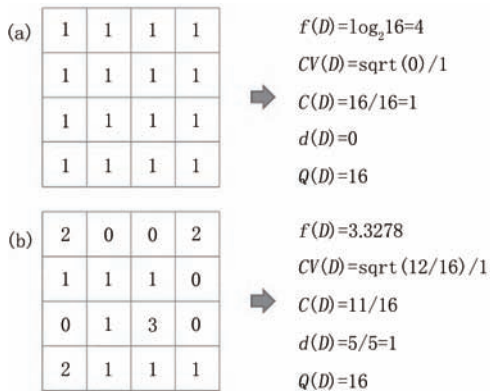 (a)
1 1 1 1
1 1 1 1
1 1 1 1
1 1 1 1
f(D)=log₂16=4
CV(D)=sqrt(0)/1
C(D)=16/16=1
d(D)=0
Q(D)=16
(b)
2 0 0 2
1 1 1 0
0 1 3 0
2 1 1 1
f(D)=3.3278
CV(D)=sqrt(12/16)/1
C(D)=11/16
d(D)=5/5=1
Q(D)=16